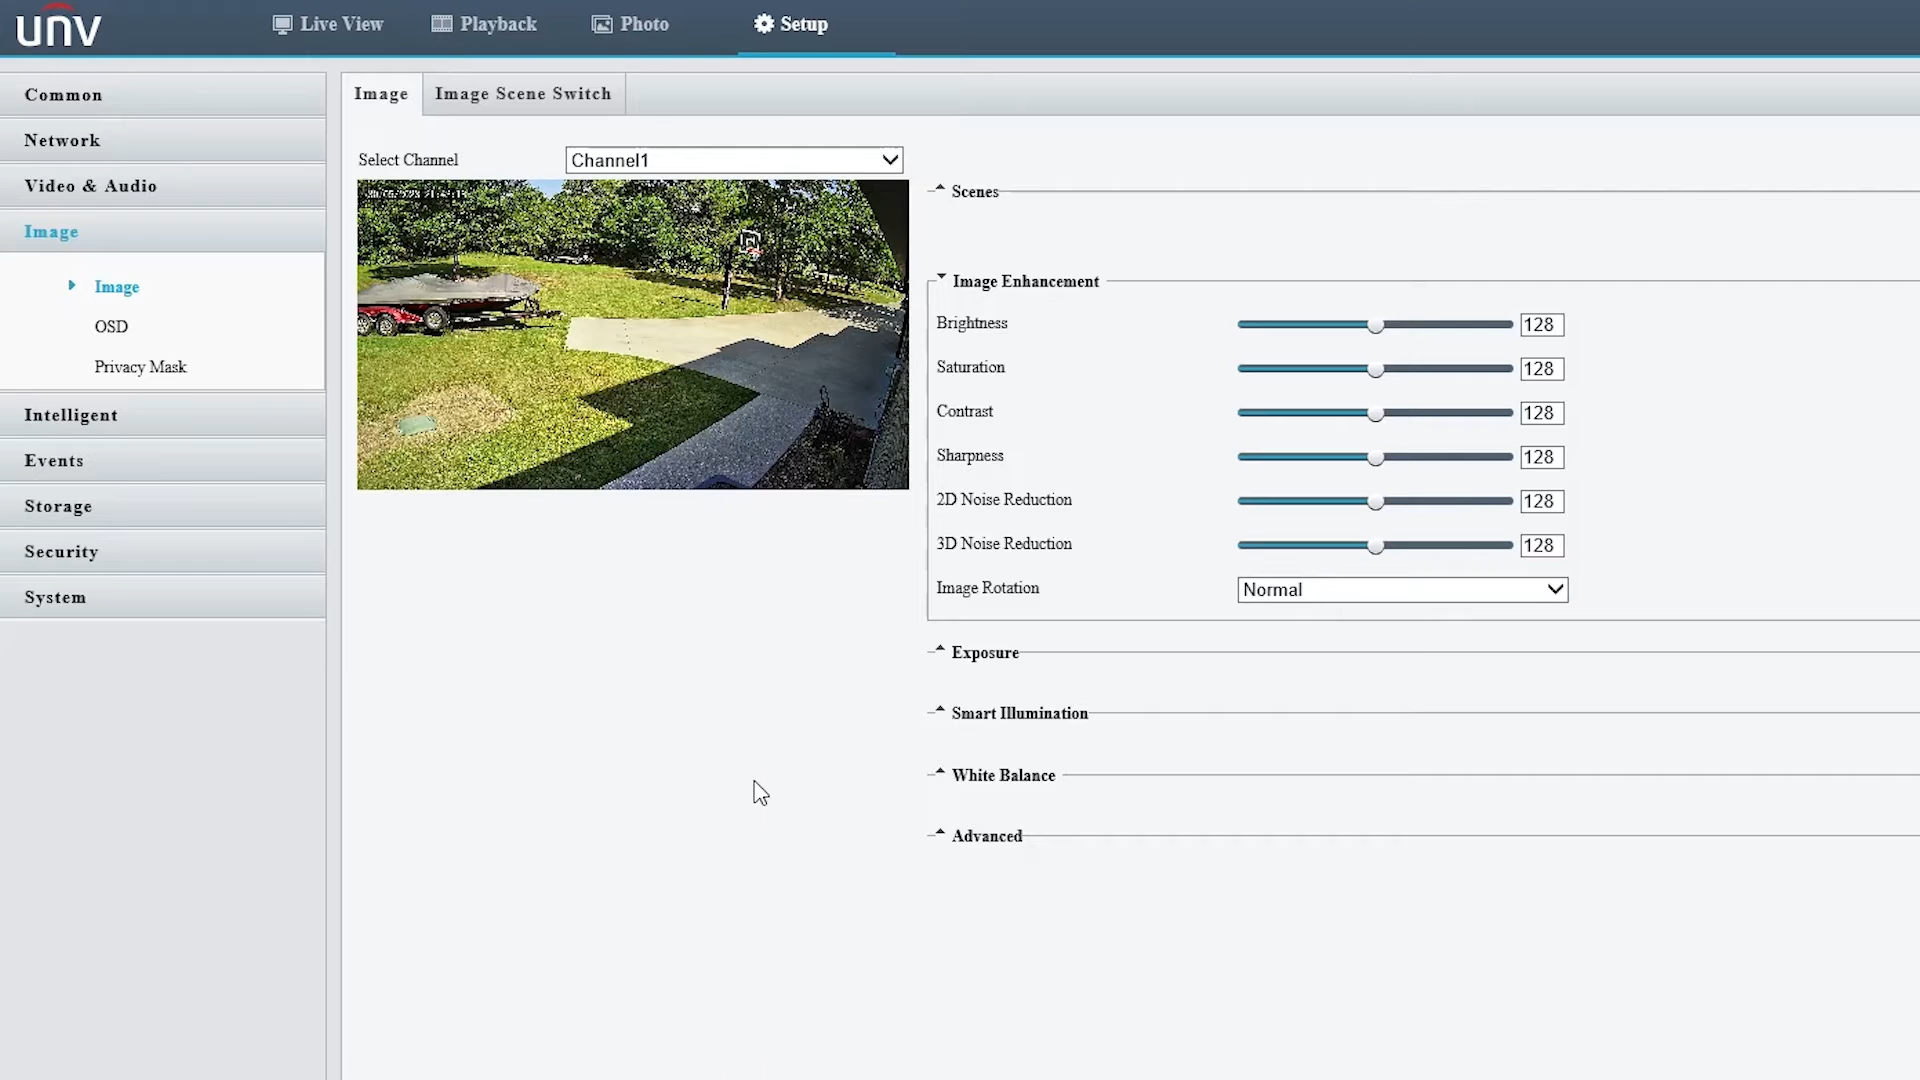 unv
Live View
Playback
Photo
Setup
Common
Network
Video & Audio
Image
Image
OSD
Privacy Mask
Intelligent
Events
Storage
Security
System
Image
Image Scene Switch
Select Channel
Channel1
Scenes
Image Enhancement
Brightness 128
Saturation 128
Contrast 128
Sharpness 128
2D Noise Reduction 128
3D Noise Reduction 128
Image Rotation Normal
Exposure
Smart Illumination
White Balance
Advanced